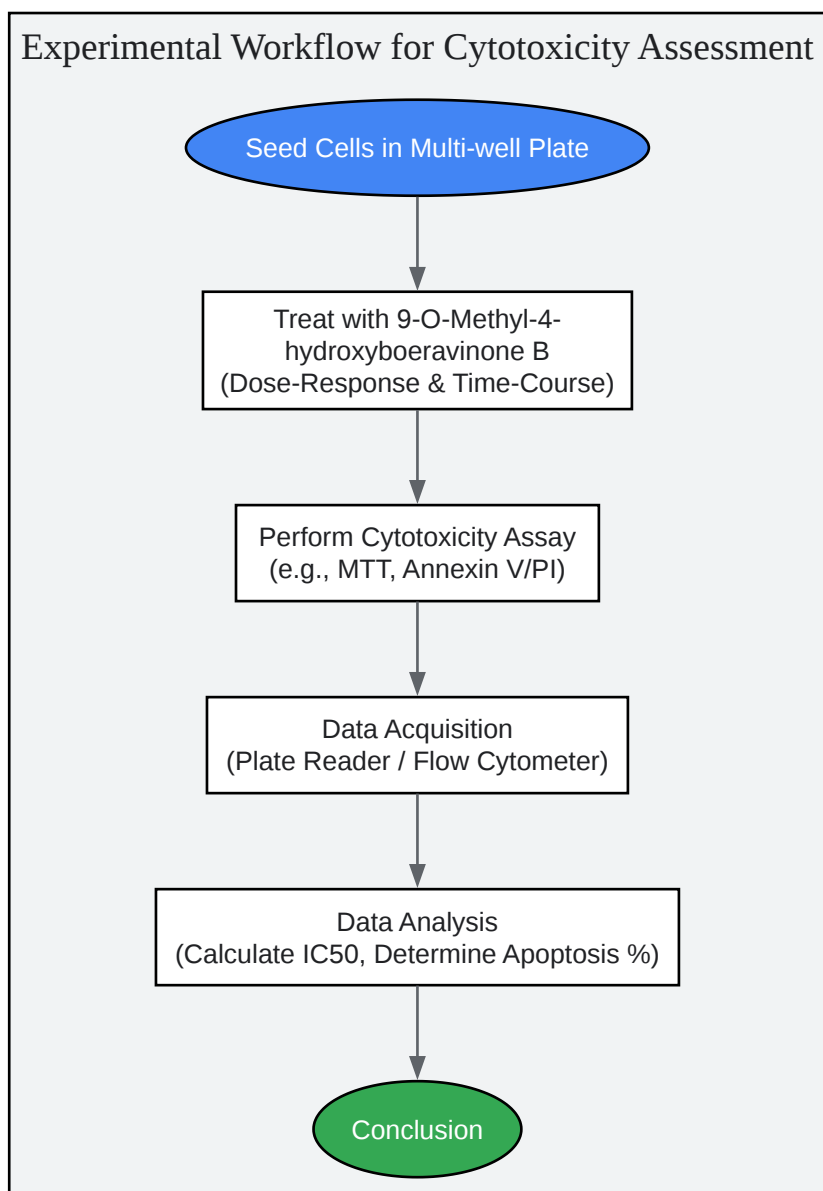 Experimental Workflow for Cytotoxicity Assessment
Seed Cells in Multi-well Plate
Treat with 9-O-Methyl-4-
hydroxyboeravinone B
(Dose-Response & Time-Course)
Perform Cytotoxicity Assay
(e.g., MTT, Annexin V/PI)
Data Acquisition
(Plate Reader / Flow Cytometer)
Data Analysis
(Calculate IC50, Determine Apoptosis %)
Conclusion